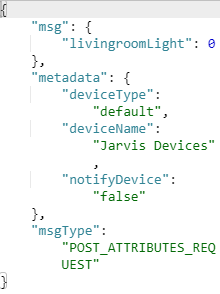 {
"msg": {
"livingroomLight": 0
},
"metadata": {
"deviceType":
"default",
"deviceName":
"Jarvis Devices"
,
"notifyDevice":
"false"
},
"msgType":
"POST_ATTRIBUTES_REQ
UEST"
}